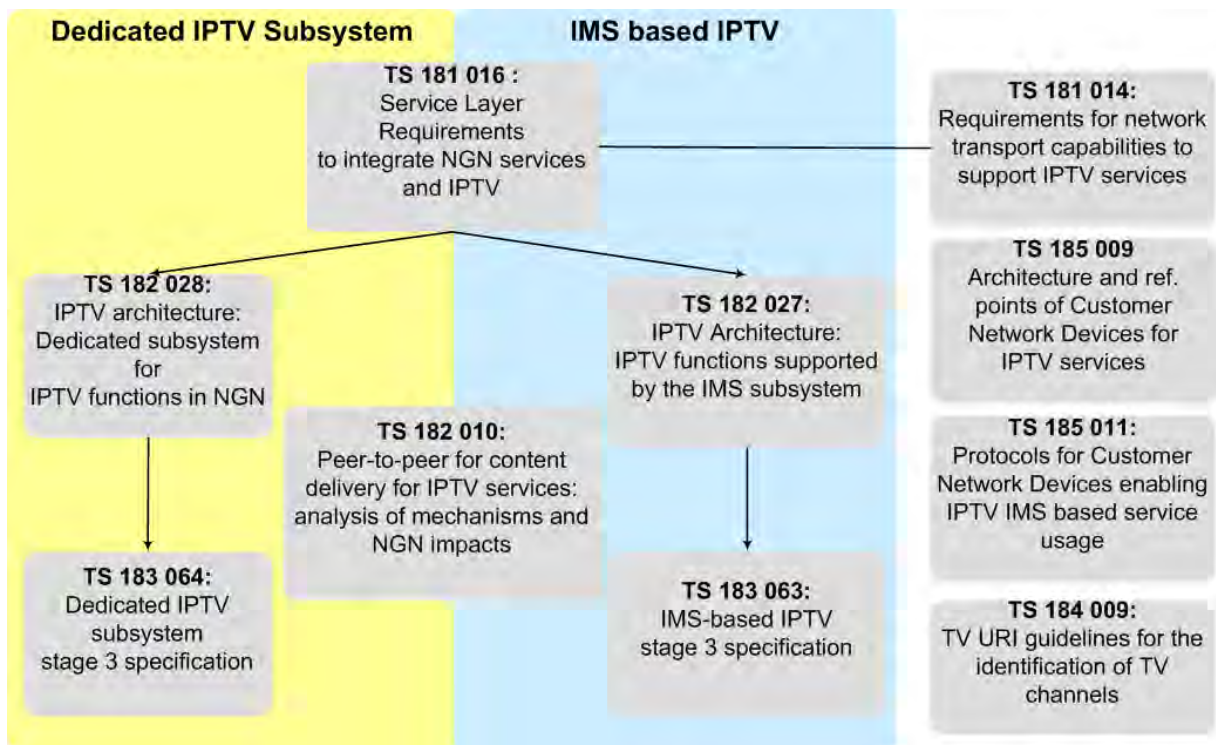 Dedicated IPTV Subsystem
IMS based IPTV
TS 181 016 :
Service Layer
Requirements
to integrate NGN services
and IPTV
TS 181 014:
Requirements for network
transport capabilities to
support IPTV services
TS 182 028:
IPTV architecture:
Dedicated subsystem
for
IPTV functions in NGN
TS 182 027:
IPTV Architecture:
IPTV functions supported
by the IMS subsystem
TS 185 009
Architecture and ref.
points of Customer
Network Devices for
IPTV services
TS 182 010:
Peer-to-peer for content
delivery for IPTV services:
analysis of mechanisms and
NGN impacts
TS 185 011:
Protocols for Customer
Network Devices enabling
IPTV IMS based service
usage
TS 183 064:
Dedicated IPTV
subsystem
stage 3 specification
TS 183 063:
IMS-based IPTV
stage 3 specification
TS 184 009:
TV URI guidelines for the
identification of TV
channels